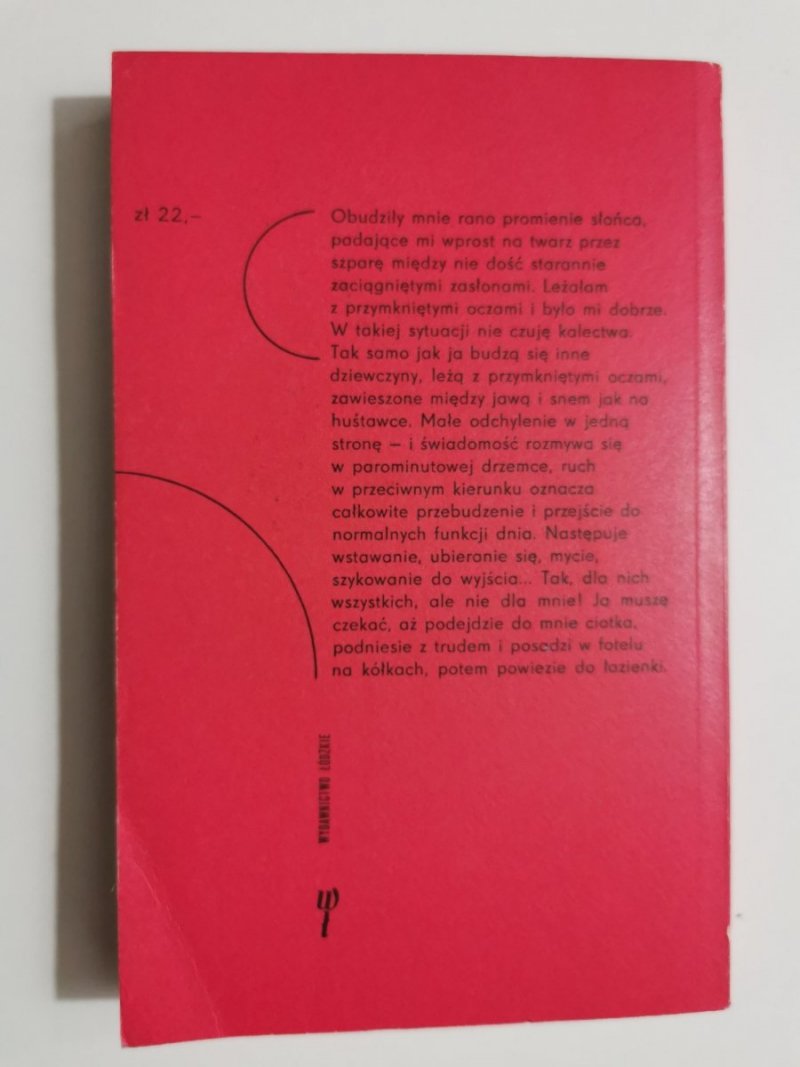 zł 22,–
Obudziły mnie rano promienie słońca,
padające mi wprost na twarz przez
szparę między nie dość starannie
zaciągniętymi zasłonami. Leżałam
z przymkniętymi oczami i było mi dobrze.
W takiej sytuacji nie czuję kalectwa.
Tak samo jak ja budzą się inne
dziewczyny, leżą z przymkniętymi oczami,
zawieszone między jawą i snem jak na
huśtawce. Małe odchylenie w jedną
stronę – i świadomość rozmywa się
w parominutowej drzemce, ruch
w przeciwnym kierunku oznacza
całkowite przebudzenie i przejście do
normalnych funkcji dnia. Następuje
wstawanie, ubieranie się, mycie,
szykowanie do wyjścia... Tak, dla nich
wszystkich, ale nie dla mnie! Ja muszę
czekać, aż podejdzie do mnie ciotka,
podniesie z trudem i posadzi w fotelu
na kółkach, potem powiezie do łazienki.
WYDAWNICTWO ŁÓDZKIE